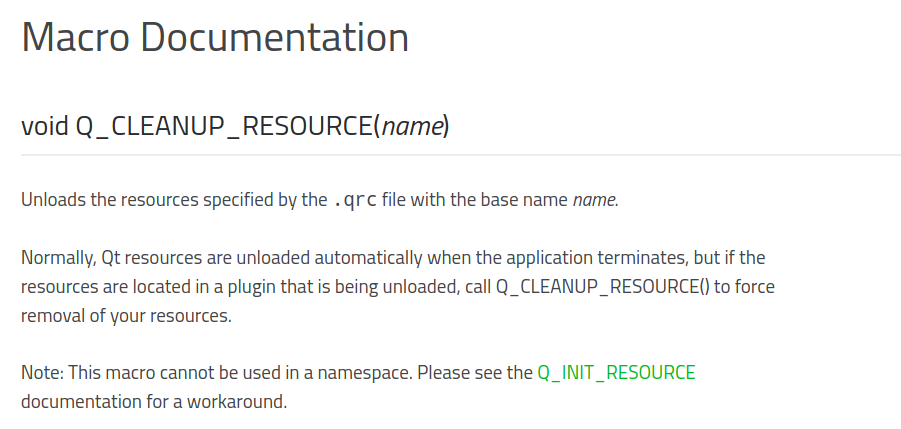 Macro Documentation
void Q_CLEANUP_RESOURCE(name)
Unloads the resources specified by the .qrc file with the base name name.
Normally, Qt resources are unloaded automatically when the application terminates, but if the
resources are located in a plugin that is being unloaded, call Q_CLEANUP_RESOURCE() to force
removal of your resources.
Note: This macro cannot be used in a namespace. Please see the Q_INIT_RESOURCE
documentation for a workaround.